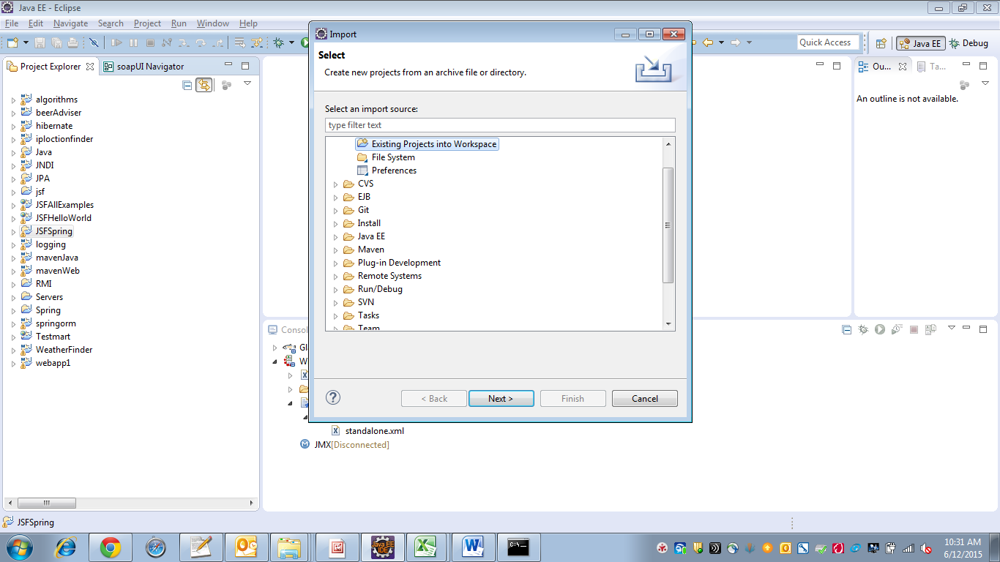 Java EE - Eclipse
File Edit Navigate Search Project Run Window Help
Quick Access
Java EE
Debug
Project Explorer
soapUI Navigator
algorithms
beerAdviser
hibernate
iploctionfinder
Java
JNDI
JPA
jsf
JSFAllExamples
JSFHelloWorld
JSFSpring
logging
mavenJava
mavenWeb
RMI
Servers
Spring
springorm
Testmart
WeatherFinder
webapp1
Import
Select
Create new projects from an archive file or directory.
Select an import source:
type filter text
Existing Projects into Workspace
File System
Preferences
CVS
EJB
Git
Install
Java EE
Maven
Plug-in Development
Remote Systems
Run/Debug
SVN
Tasks
Team
< Back
Next >
Finish
Cancel
Ou...
Ta...
An outline is not available.
Consol
Gl
W
standalone.xml
JMX[Disconnected]
JSFSpring
Java EE
IDE
C:\_
10:31 AM
6/12/2015